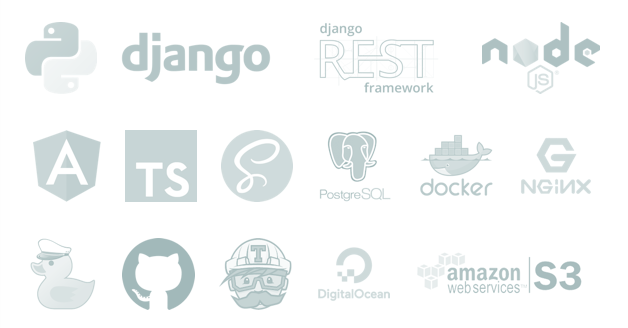 django
django
REST
framework
node
JS
A
TS
S
PostgreSQL
docker
G
NGINX
T
DigitalOcean
amazon
web services
S3